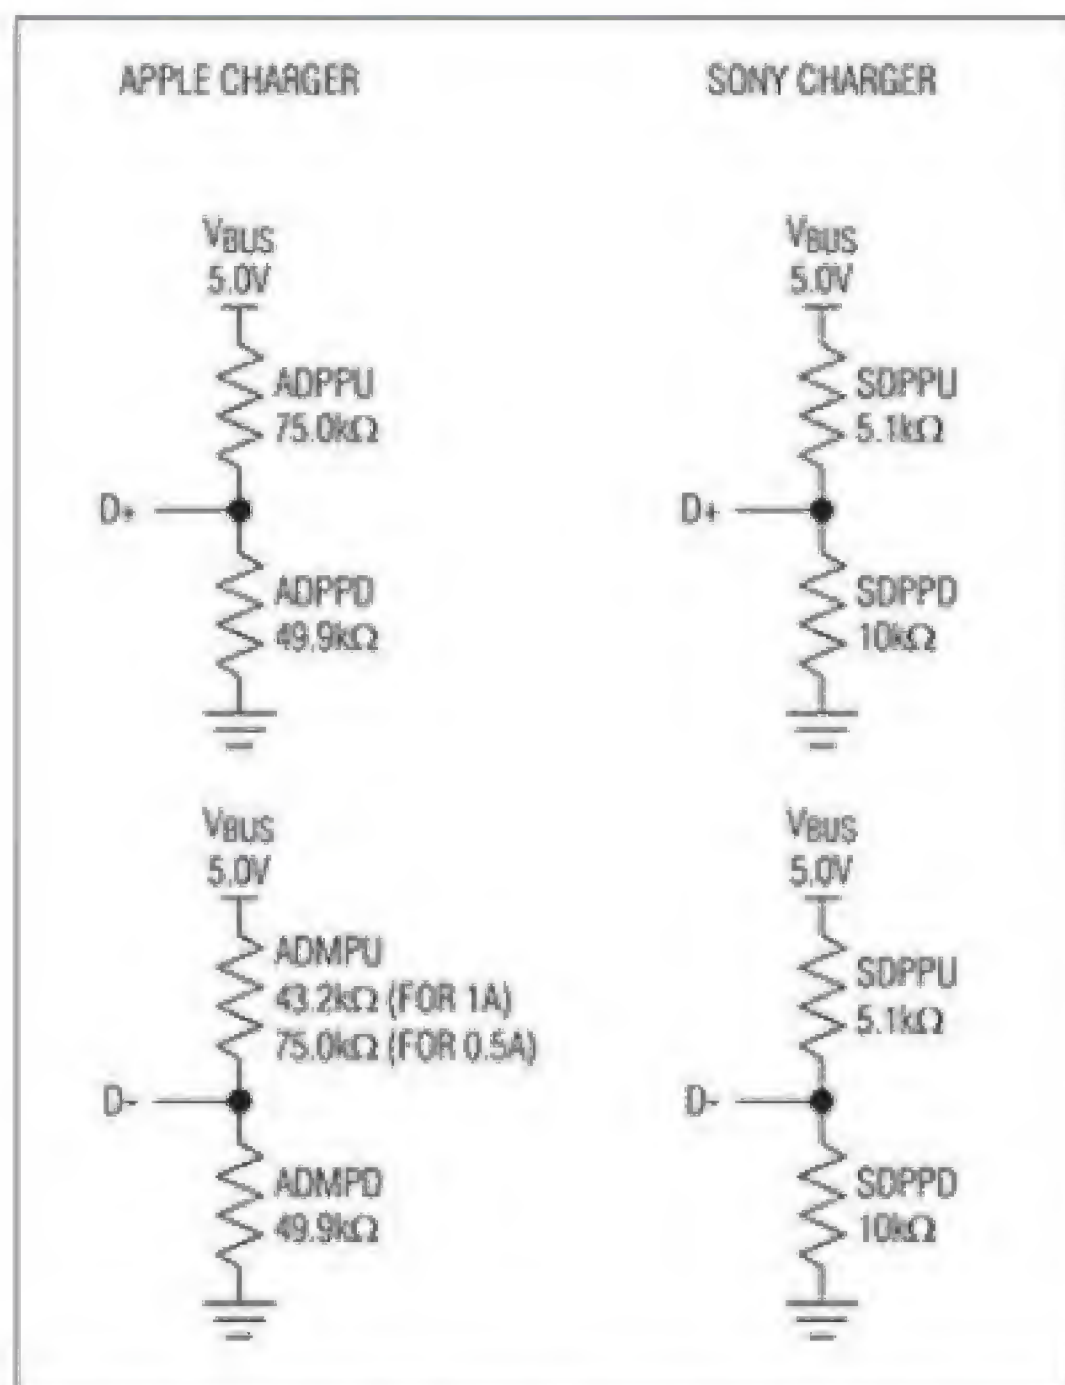 APPLE CHARGER
VBUS
5.0V
ADPPU
75.0kΩ
D+
ADPPD
49.9kΩ
VBUS
5.0V
ADMPU
43.2kΩ (FOR 1A)
75.0kΩ (FOR 0.5A)
D-
ADMPD
49.9kΩ
SONY CHARGER
VBUS
5.0V
SDPPU
5.1kΩ
D+
SDPPD
10kΩ
VBUS
5.0V
SDPPU
5.1kΩ
D-
SDPPD
10kΩ